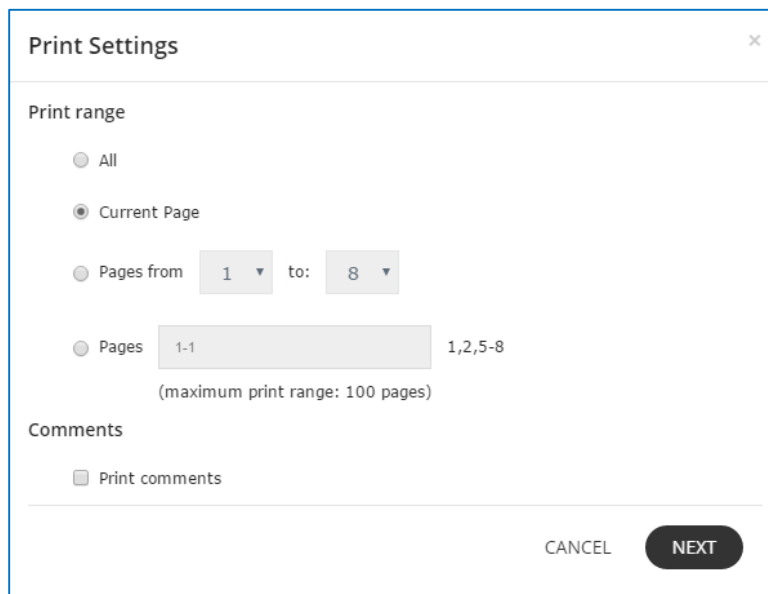 Print Settings ×
Print range
All
Current Page
Pages from 1 to: 8
Pages 1-1 1,2,5-8
(maximum print range: 100 pages)
Comments
Print comments
CANCEL NEXT